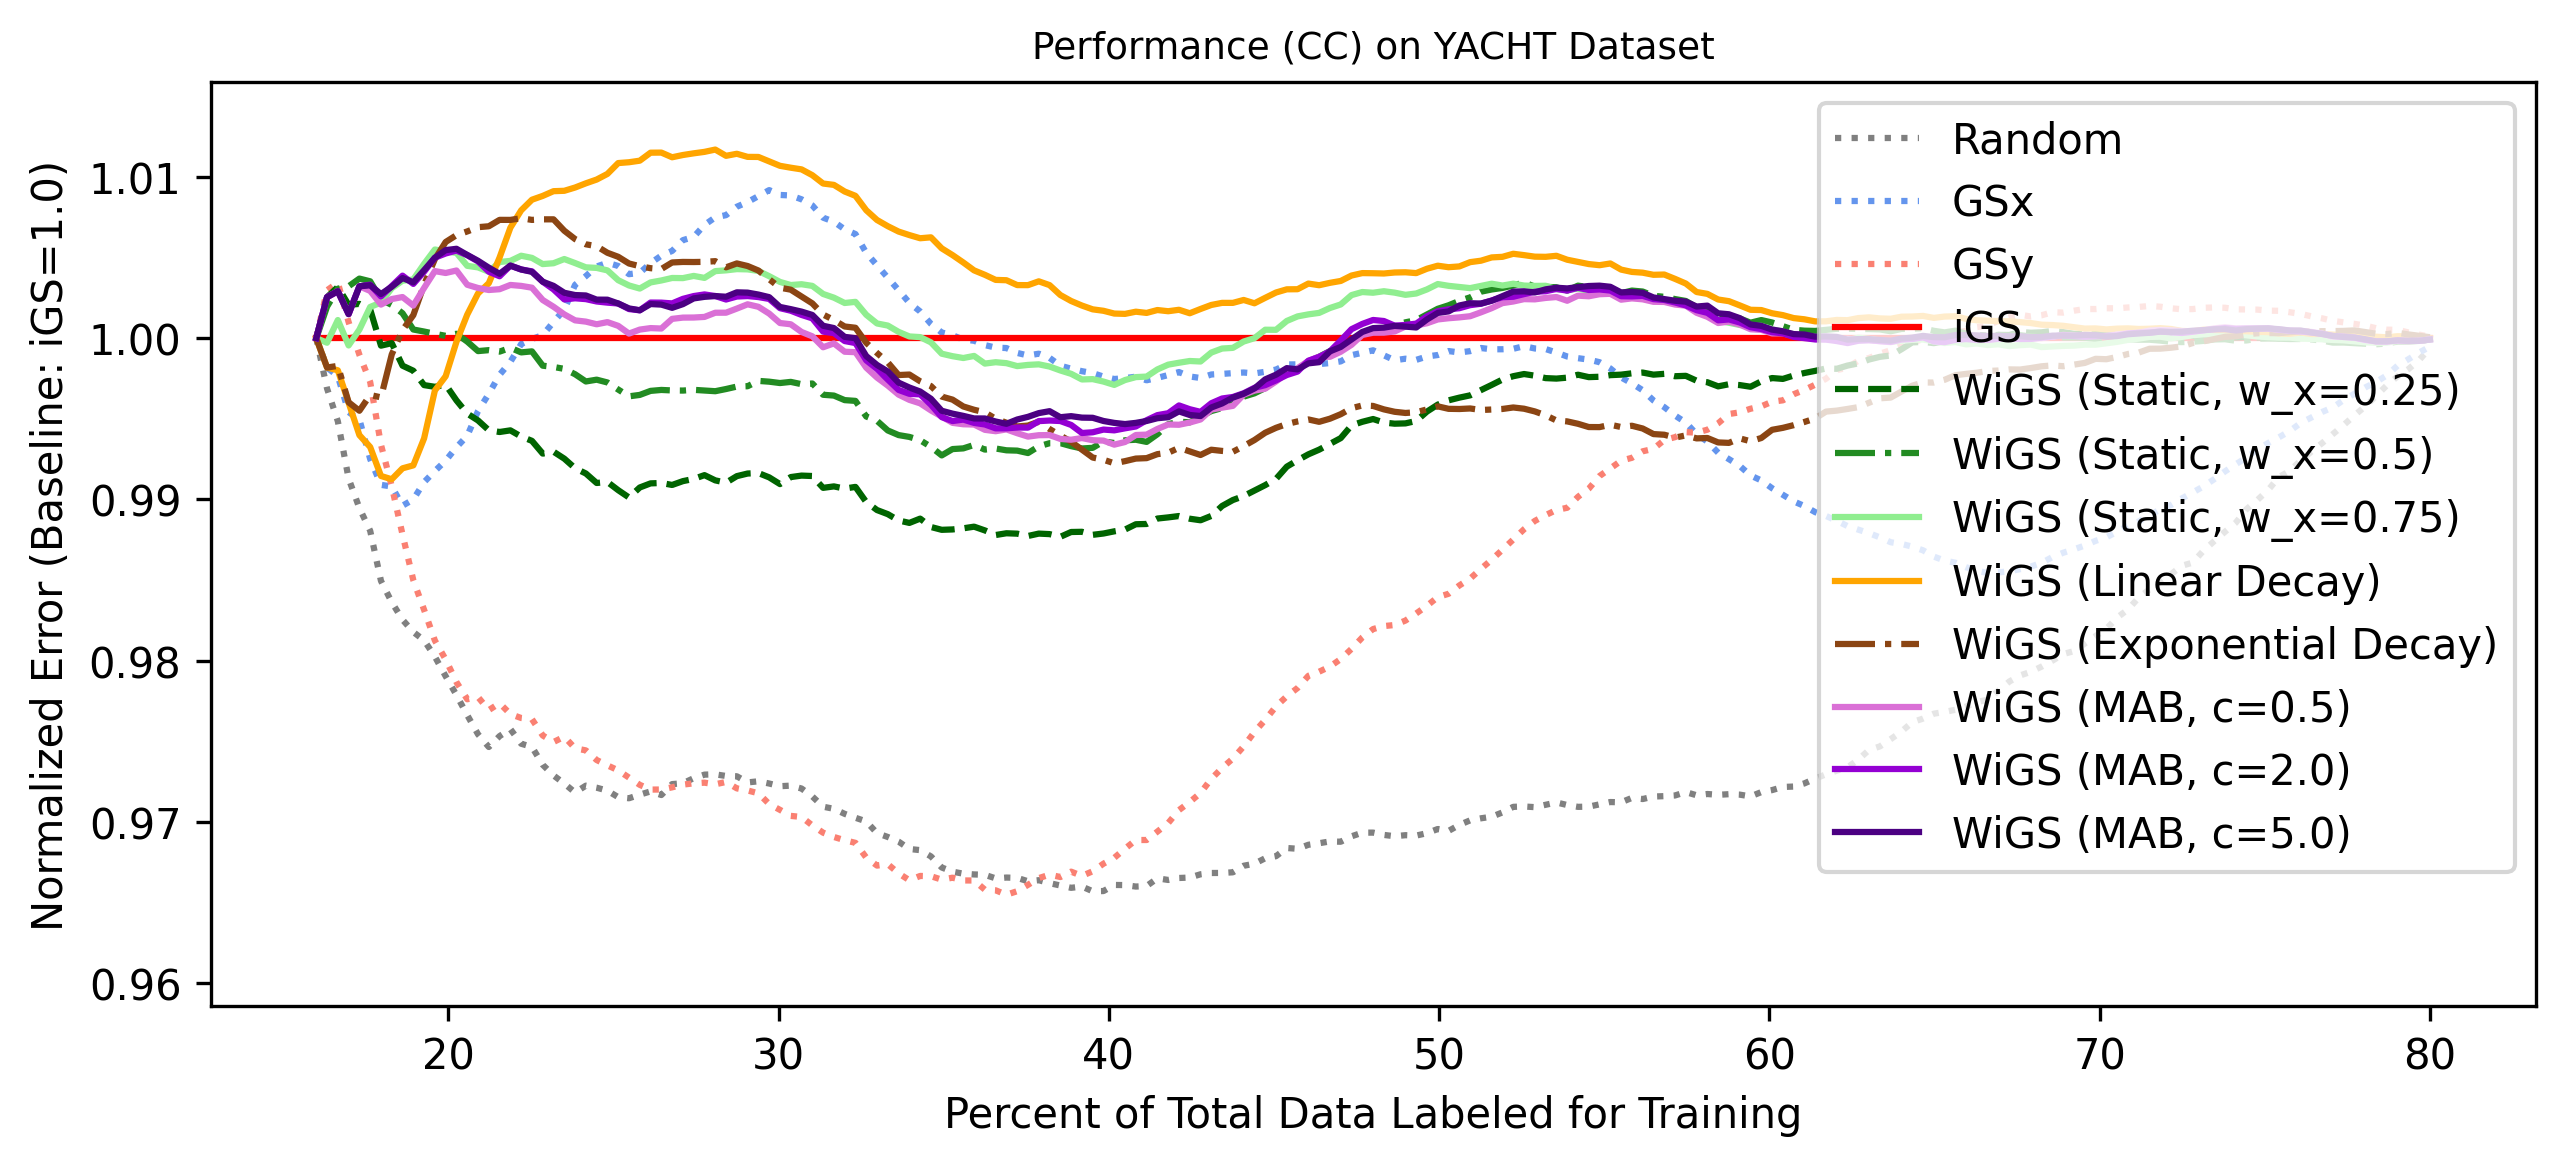 Performance (CC) on YACHT Dataset
Normalized Error (Baseline: iGS=1.0)
1.01
1.00
0.99
0.98
0.97
0.96
Random
GSx
GSy
iGS
WiGS (Static, w_x=0.25)
WiGS (Static, w_x=0.5)
WiGS (Static, w_x=0.75)
WiGS (Linear Decay)
WiGS (Exponential Decay)
WiGS (MAB, c=0.5)
WiGS (MAB, c=2.0)
WiGS (MAB, c=5.0)
20 30 40 50 60 70 80
Percent of Total Data Labeled for Training